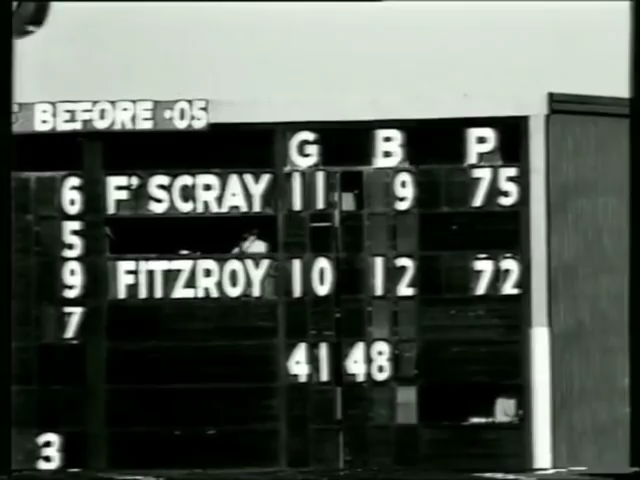 BEFORE .05
G B P
6 F'SCRAY 11 9 75
5
9 FITZROY 10 12 72
7
41 48
3